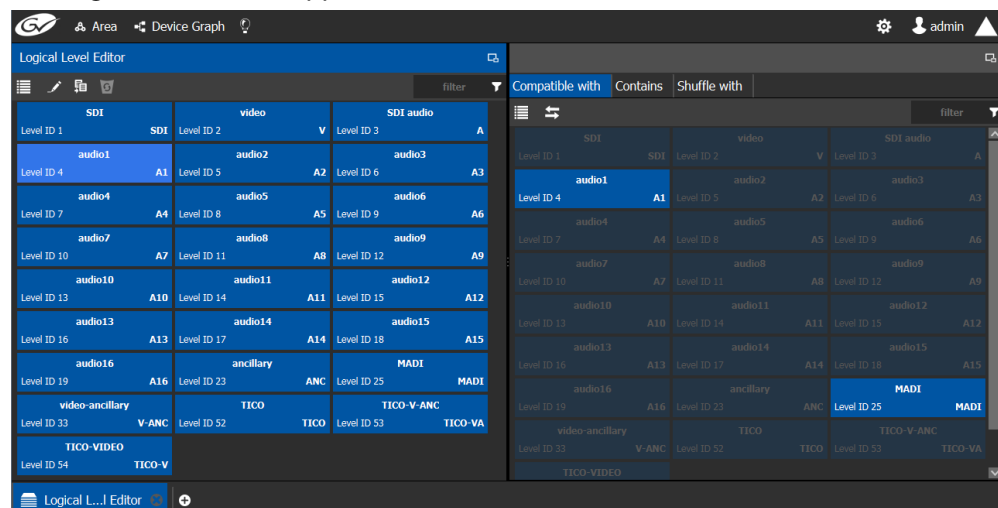 GV Area Device Graph admin
Logical Level Editor
filter
SDI video SDI audio
Level ID 1 SDI Level ID 2 V Level ID 3 A
audio1 audio2 audio3
Level ID 4 A1 Level ID 5 A2 Level ID 6 A3
audio4 audio5 audio6
Level ID 7 A4 Level ID 8 A5 Level ID 9 A6
audio7 audio8 audio9
Level ID 10 A7 Level ID 11 A8 Level ID 12 A9
audio10 audio11 audio12
Level ID 13 A10 Level ID 14 A11 Level ID 15 A12
audio13 audio14 audio15
Level ID 16 A13 Level ID 17 A14 Level ID 18 A15
audio16 ancillary MADI
Level ID 19 A16 Level ID 23 ANC Level ID 25 MADI
video-ancillary TICO TICO-V-ANC
Level ID 33 V-ANC Level ID 52 TICO Level ID 53 TICO-VA
TICO-VIDEO
Level ID 54 TICO-V
Compatible with Contains Shuffle with
filter
SDI video SDI audio
Level ID 1 SDI Level ID 2 V Level ID 3 A
audio1 audio2 audio3
Level ID 4 A1 Level ID 5 A2 Level ID 6 A3
audio4 audio5 audio6
Level ID 7 A4 Level ID 8 A5 Level ID 9 A6
audio7 audio8 audio9
Level ID 10 A7 Level ID 11 A8 Level ID 12 A9
audio10 audio11 audio12
Level ID 13 A10 Level ID 14 A11 Level ID 15 A12
audio13 audio14 audio15
Level ID 16 A13 Level ID 17 A14 Level ID 18 A15
audio16 ancillary MADI
Level ID 19 A16 Level ID 23 ANC Level ID 25 MADI
video-ancillary TICO TICO-V-ANC
Level ID 33 V-ANC Level ID 52 TICO Level ID 53 TICO-VA
TICO-VIDEO
Logical L...l Editor